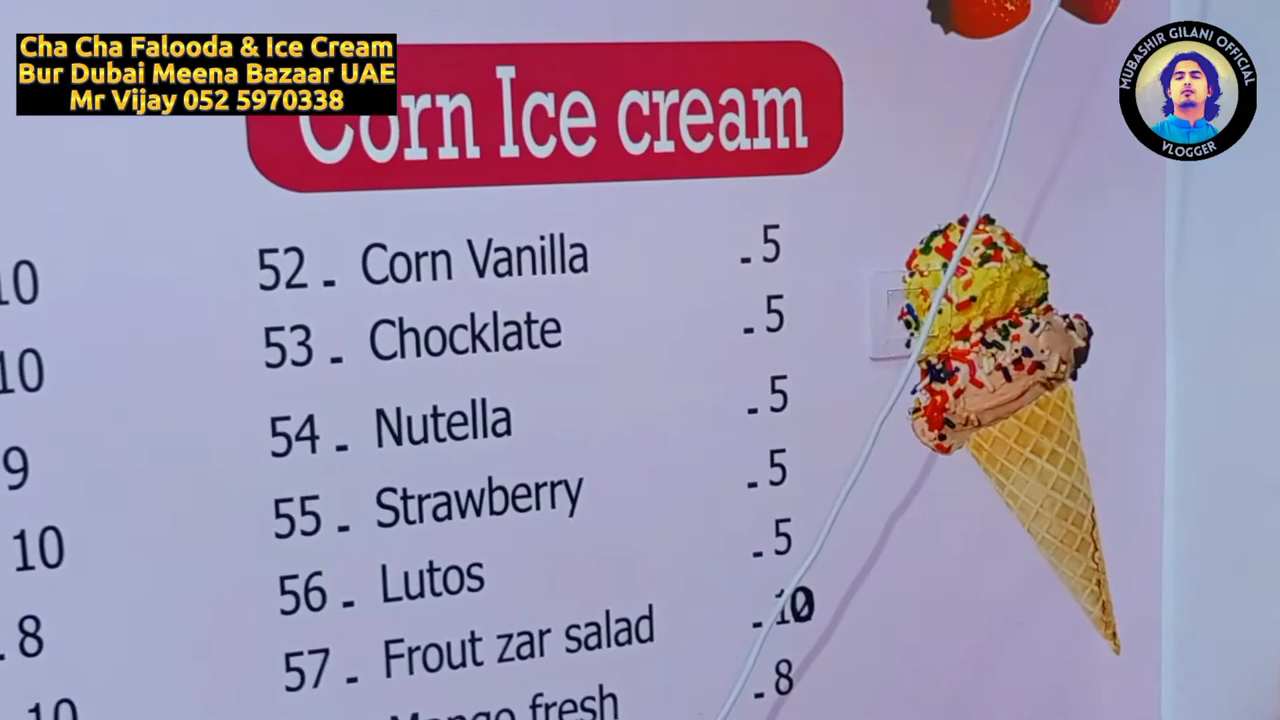 Cha Cha Falooda & Ice Cream
Bur Dubai Meena Bazaar UAE
Mr Vijay 052 5970338
MUBASHIR GILANI OFFICIAL
VLOGGER
Corn Ice cream
10
52 - Corn Vanilla - 5
10
53 - Chocklate - 5
9
54 - Nutella - 5
10
55 - Strawberry - 5
- 8
56 - Lutos - 5
10
57 - Frout zar salad - 10
Mango fresh - 8